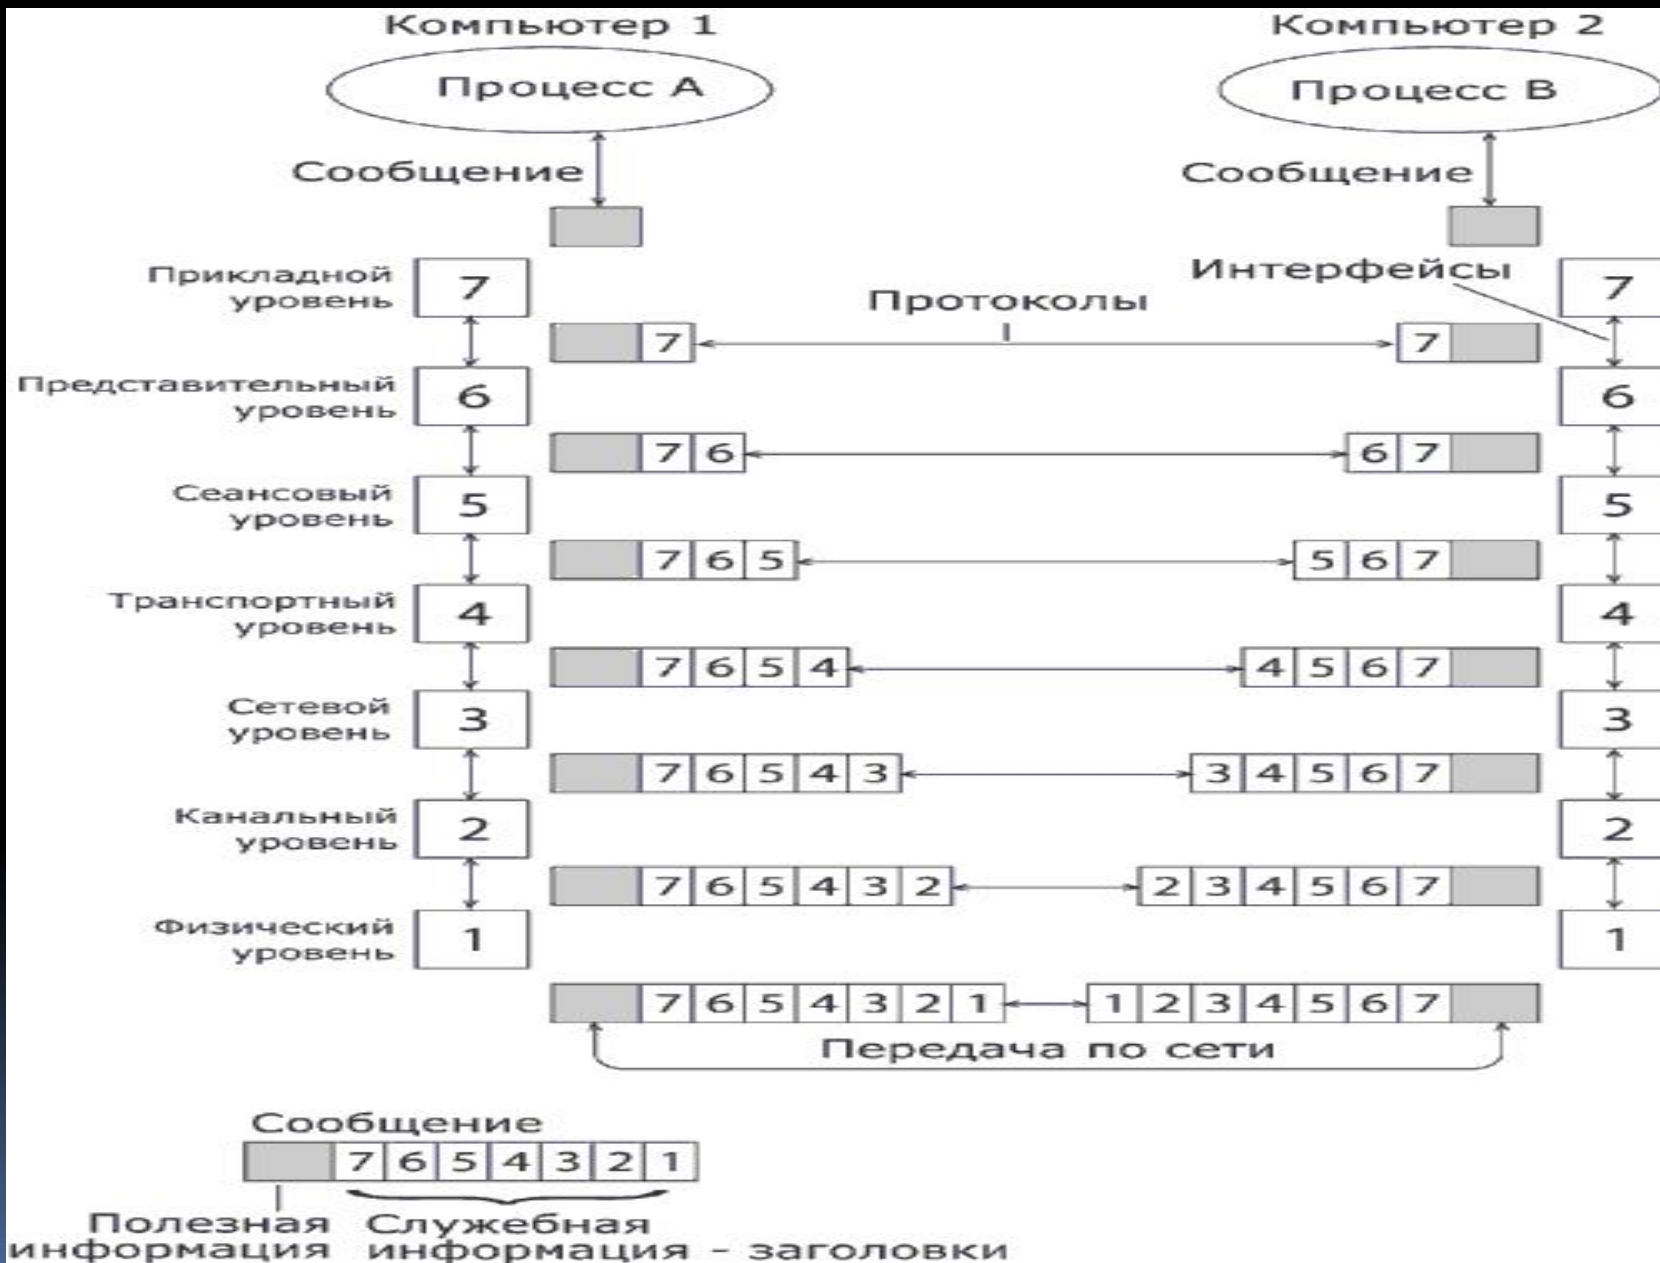 Компьютер 1
Компьютер 2
Процесс А
Процесс В
Сообщение
Сообщение
Прикладной
уровень
7
Интерфейсы
7
Протоколы
7
7
Представительный
уровень
6
6
7 6
6 7
Сеансовый
уровень
5
5
7 6 5
5 6 7
Транспортный
уровень
4
4
7 6 5 4
4 5 6 7
Сетевой
уровень
3
3
7 6 5 4 3
3 4 5 6 7
Канальный
уровень
2
2
7 6 5 4 3 2
2 3 4 5 6 7
Физический
уровень
1
1
7 6 5 4 3 2 1
1 2 3 4 5 6 7
Передача по сети
Сообщение
7 6 5 4 3 2 1
Полезная
информация
Служебная
информация - заголовки